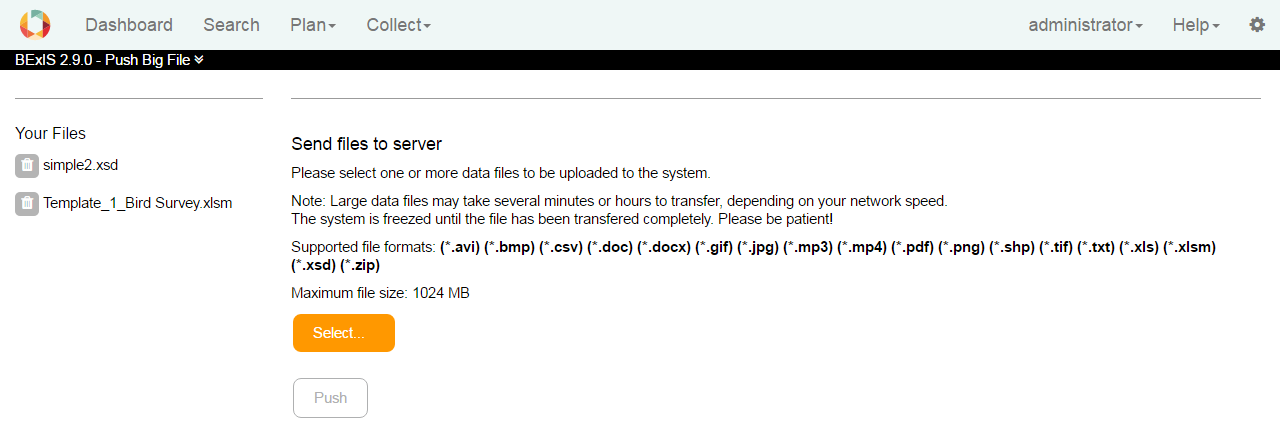 Dashboard Search Plan Collect administrator Help
BExIS 2.9.0 - Push Big File
Your Files
simple2.xsd
Template_1_Bird Survey.xlsm
Send files to server
Please select one or more data files to be uploaded to the system.
Note: Large data files may take several minutes or hours to transfer, depending on your network speed.
The system is freezed until the file has been transfered completely. Please be patient!
Supported file formats: (*.avi) (*.bmp) (*.csv) (*.doc) (*.docx) (*.gif) (*.jpg) (*.mp3) (*.mp4) (*.pdf) (*.png) (*.shp) (*.tif) (*.txt) (*.xls) (*.xlsm)
(*.xsd) (*.zip)
Maximum file size: 1024 MB
Select...
Push